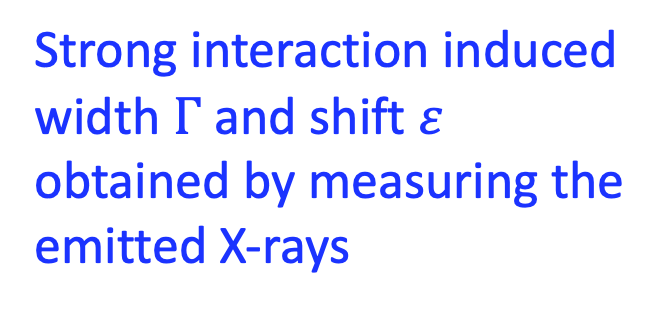 Strong interaction induced
width Γ and shift ε
obtained by measuring the
emitted X-rays